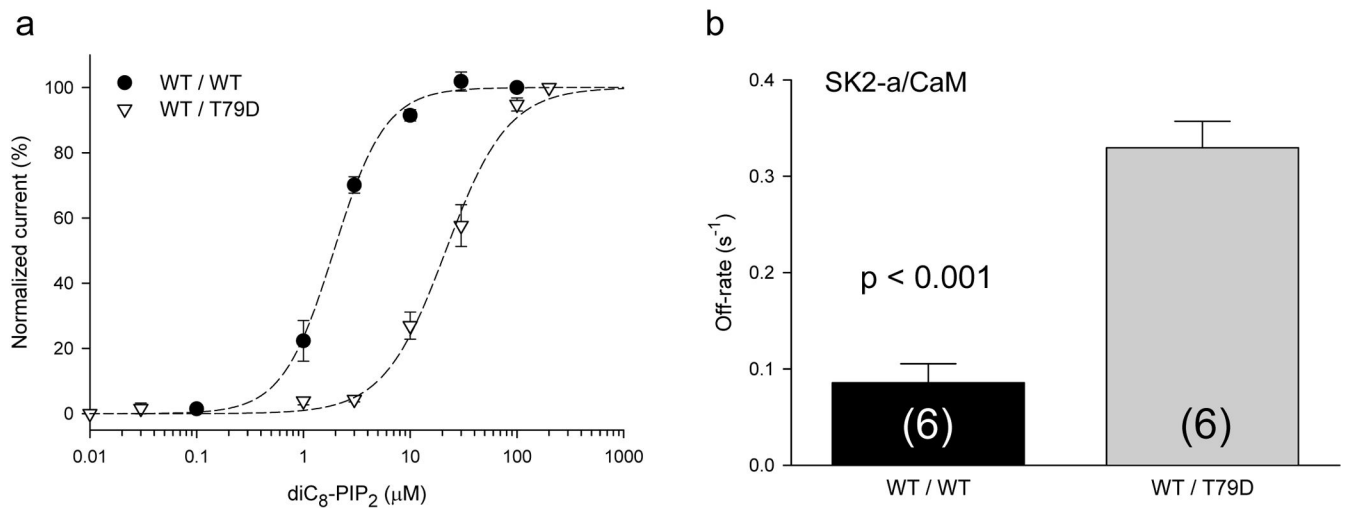 a
WT / WT
WT / T79D
Normalized current (%)
100
80
60
40
20
0
0.01 0.1 1 10 100 1000
diC8-PIP2 (μM)
b
SK2-a/CaM
Off-rate (s-1)
0.4
0.3
0.2
0.1
0.0
p < 0.001
(6) (6)
WT / WT WT / T79D